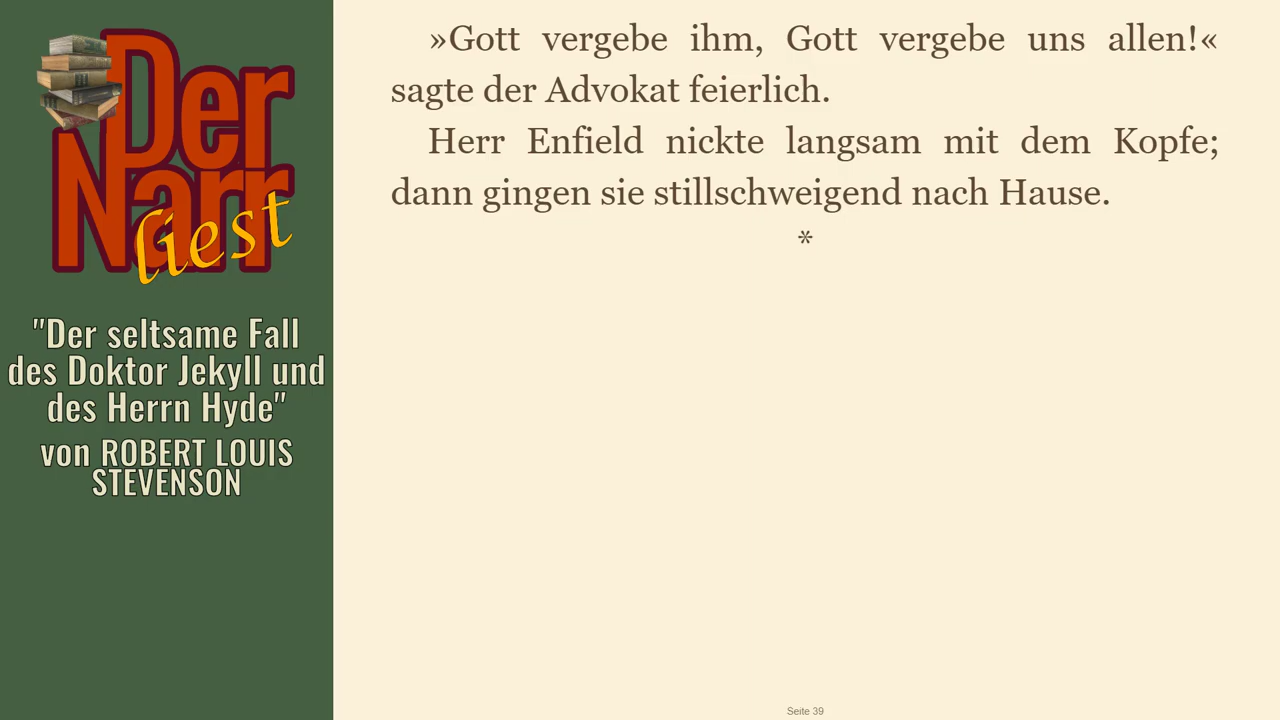 Der
Narr
liest
"Der seltsame Fall
des Doktor Jekyll und
des Herrn Hyde"
von ROBERT LOUIS
STEVENSON
»Gott vergebe ihm, Gott vergebe uns allen!«
sagte der Advokat feierlich.
Herr Enfield nickte langsam mit dem Kopfe;
dann gingen sie stillschweigend nach Hause.
*
Seite 39